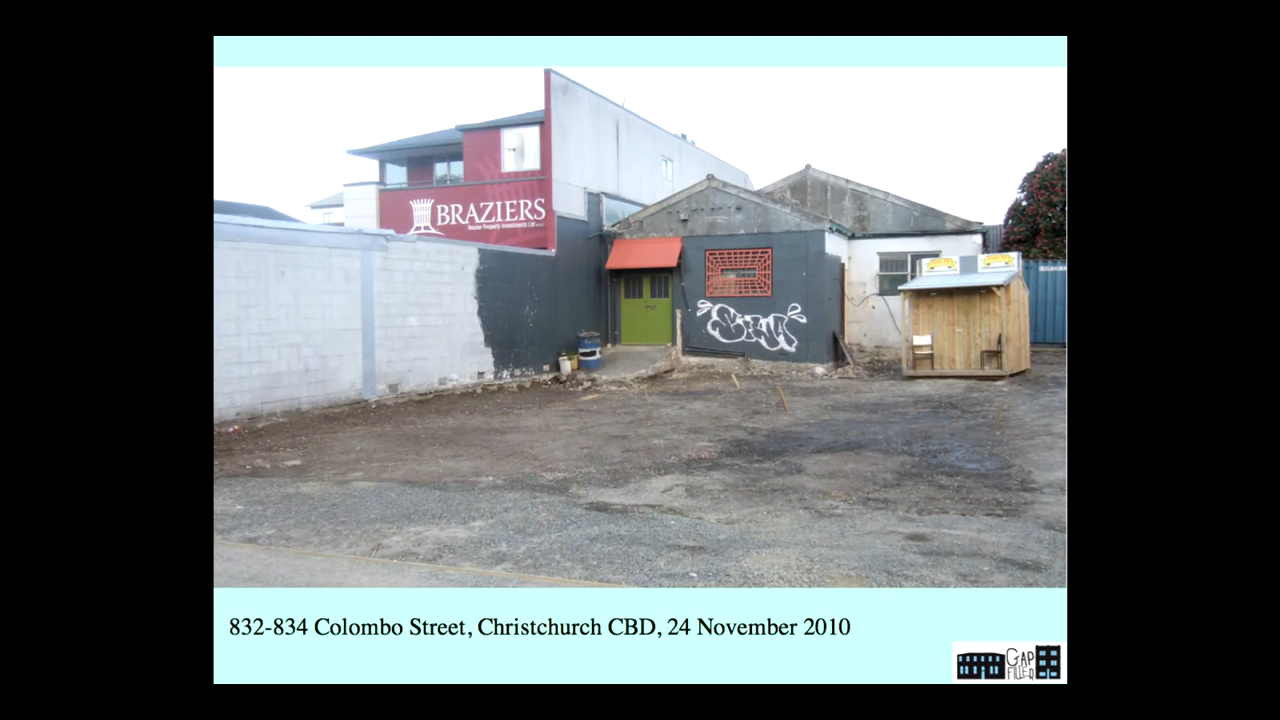 BRAZIERS
832-834 Colombo Street, Christchurch CBD, 24 November 2010
GAP
FILLER